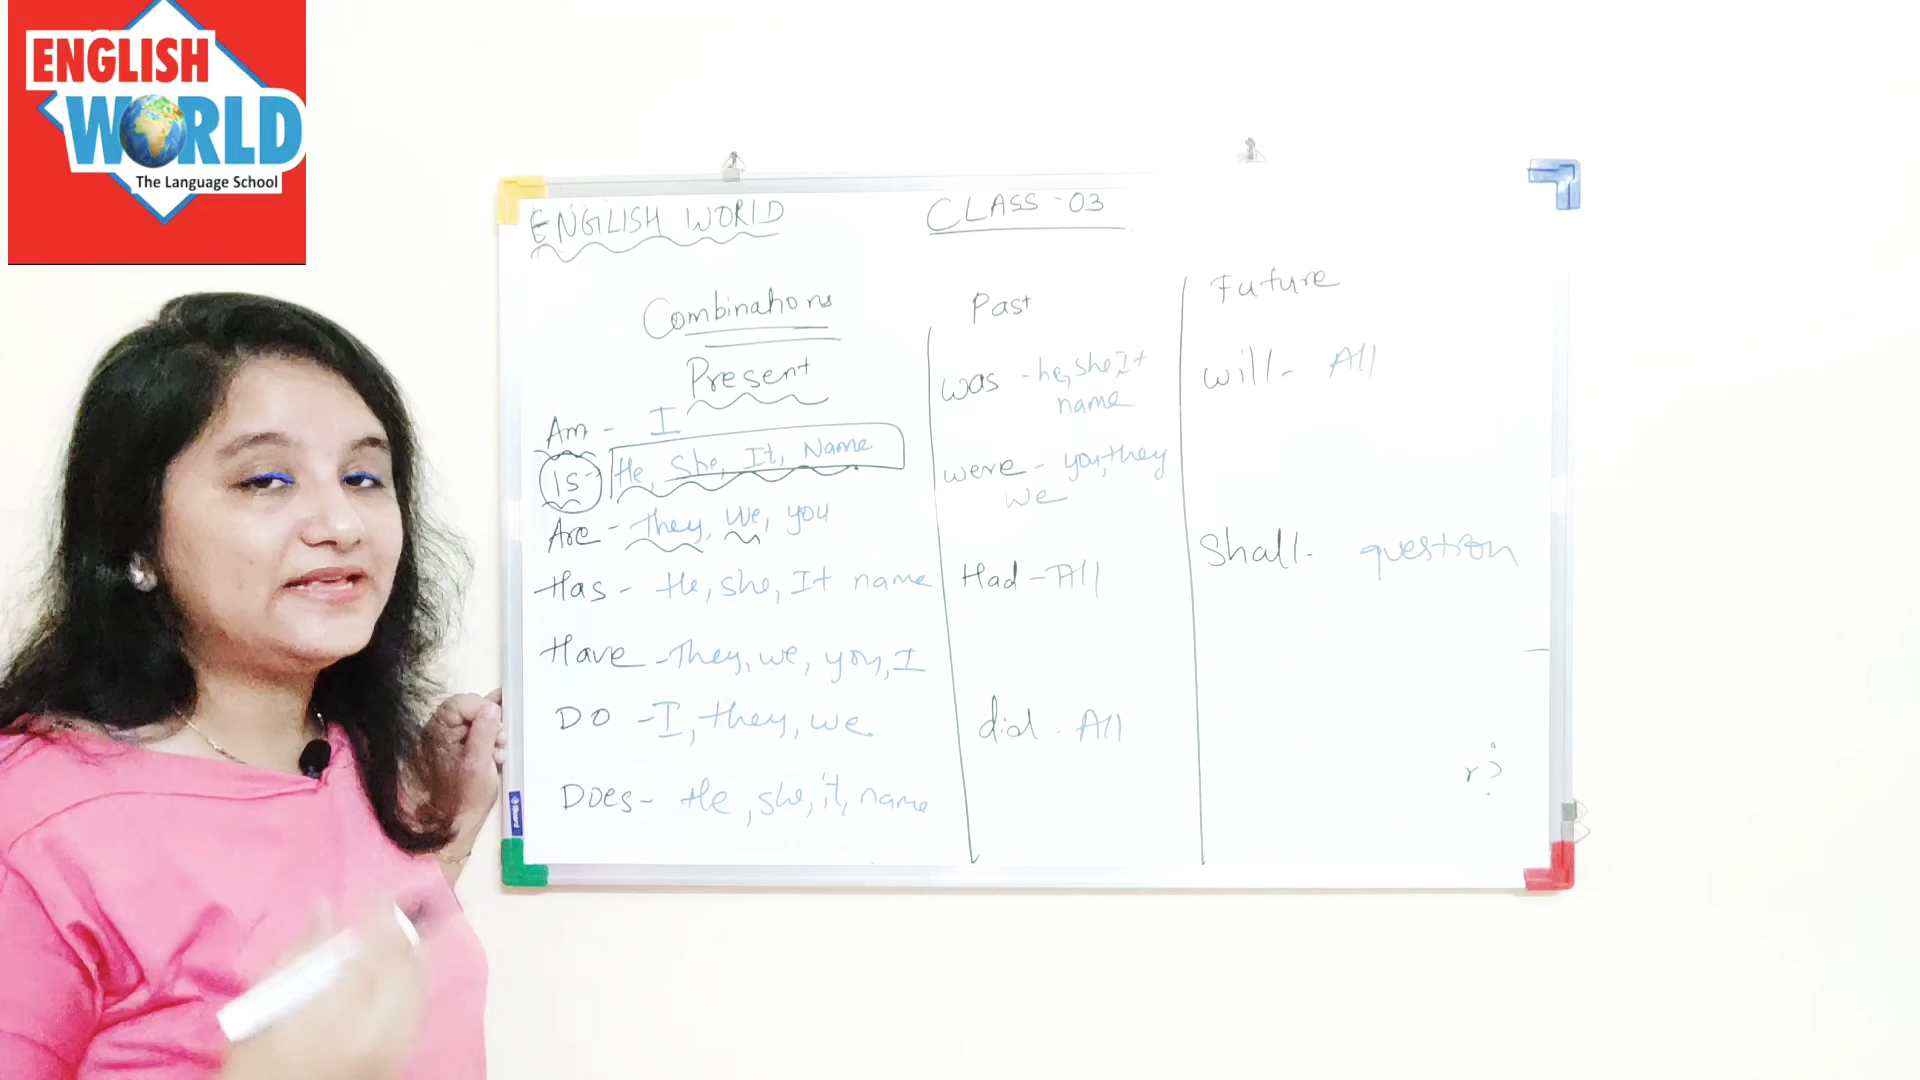 ENGLISH
WORLD
The Language School
ENGLISH WORLD
CLASS - 03
Combinations
Present
Am - I
Is - He, She, It, Name
Are - They, We, you
Has - He, she, It name
Have - They, we, you, I
DO - I, they, we
Does - He, she, it, name
Past
was - he, she, It
name
were - you, they
we
Had - All
did - All
Future
will - All
Shall - question